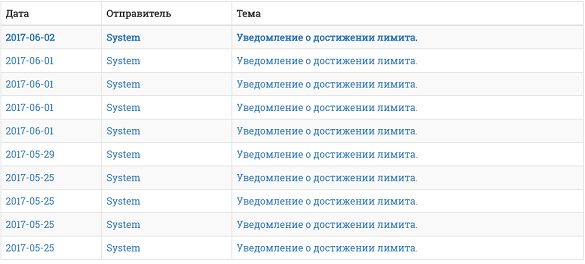 Дата Отправитель Тема
2017-06-02 System Уведомление о достижении лимита.
2017-06-01 System Уведомление о достижении лимита.
2017-06-01 System Уведомление о достижении лимита.
2017-06-01 System Уведомление о достижении лимита.
2017-06-01 System Уведомление о достижении лимита.
2017-05-29 System Уведомление о достижении лимита.
2017-05-25 System Уведомление о достижении лимита.
2017-05-25 System Уведомление о достижении лимита.
2017-05-25 System Уведомление о достижении лимита.
2017-05-25 System Уведомление о достижении лимита.